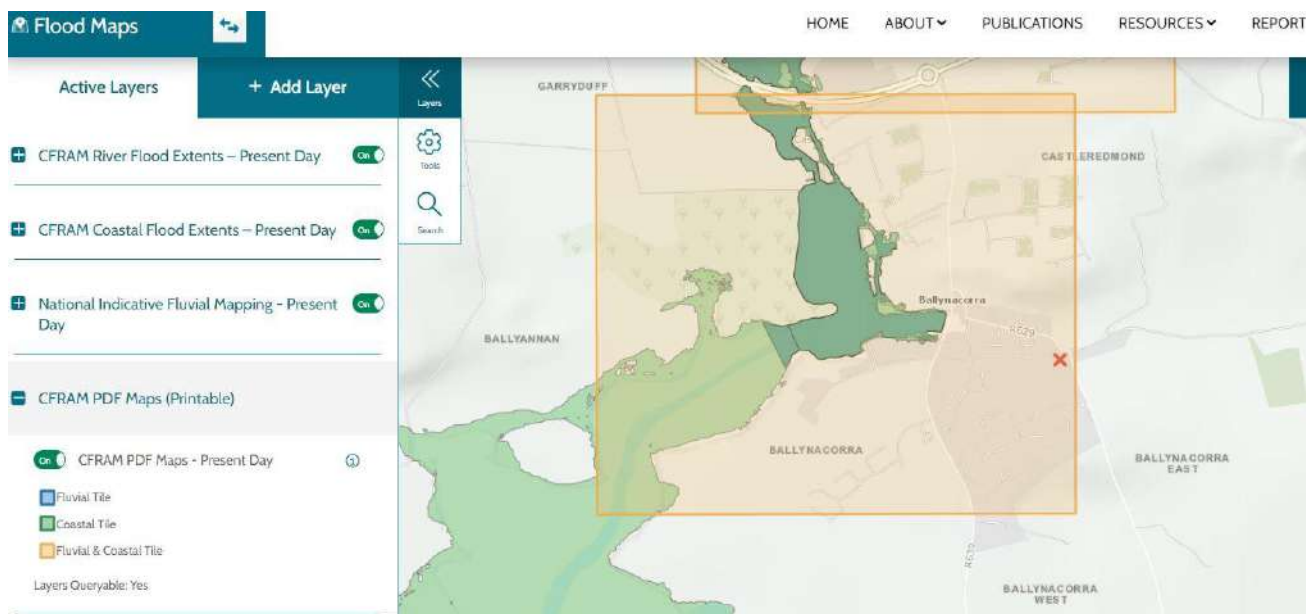 Flood Maps
HOME
ABOUT
PUBLICATIONS
RESOURCES
REPORT
Active Layers
+ Add Layer
Layers
Tools
Search
CFRAM River Flood Extents – Present Day
On
CFRAM Coastal Flood Extents – Present Day
On
National Indicative Fluvial Mapping - Present
Day
On
CFRAM PDF Maps (Printable)
On
CFRAM PDF Maps - Present Day
Fluvial Tile
Coastal Tile
Fluvial & Coastal Tile
Layers Queryable: Yes
GARRYDUFF
CASTLEREDMOND
Ballynacorra
R629
BALLYANNAN
BALLYNACORRA
BALLYNACORRA
EAST
BALLYNACORRA
WEST